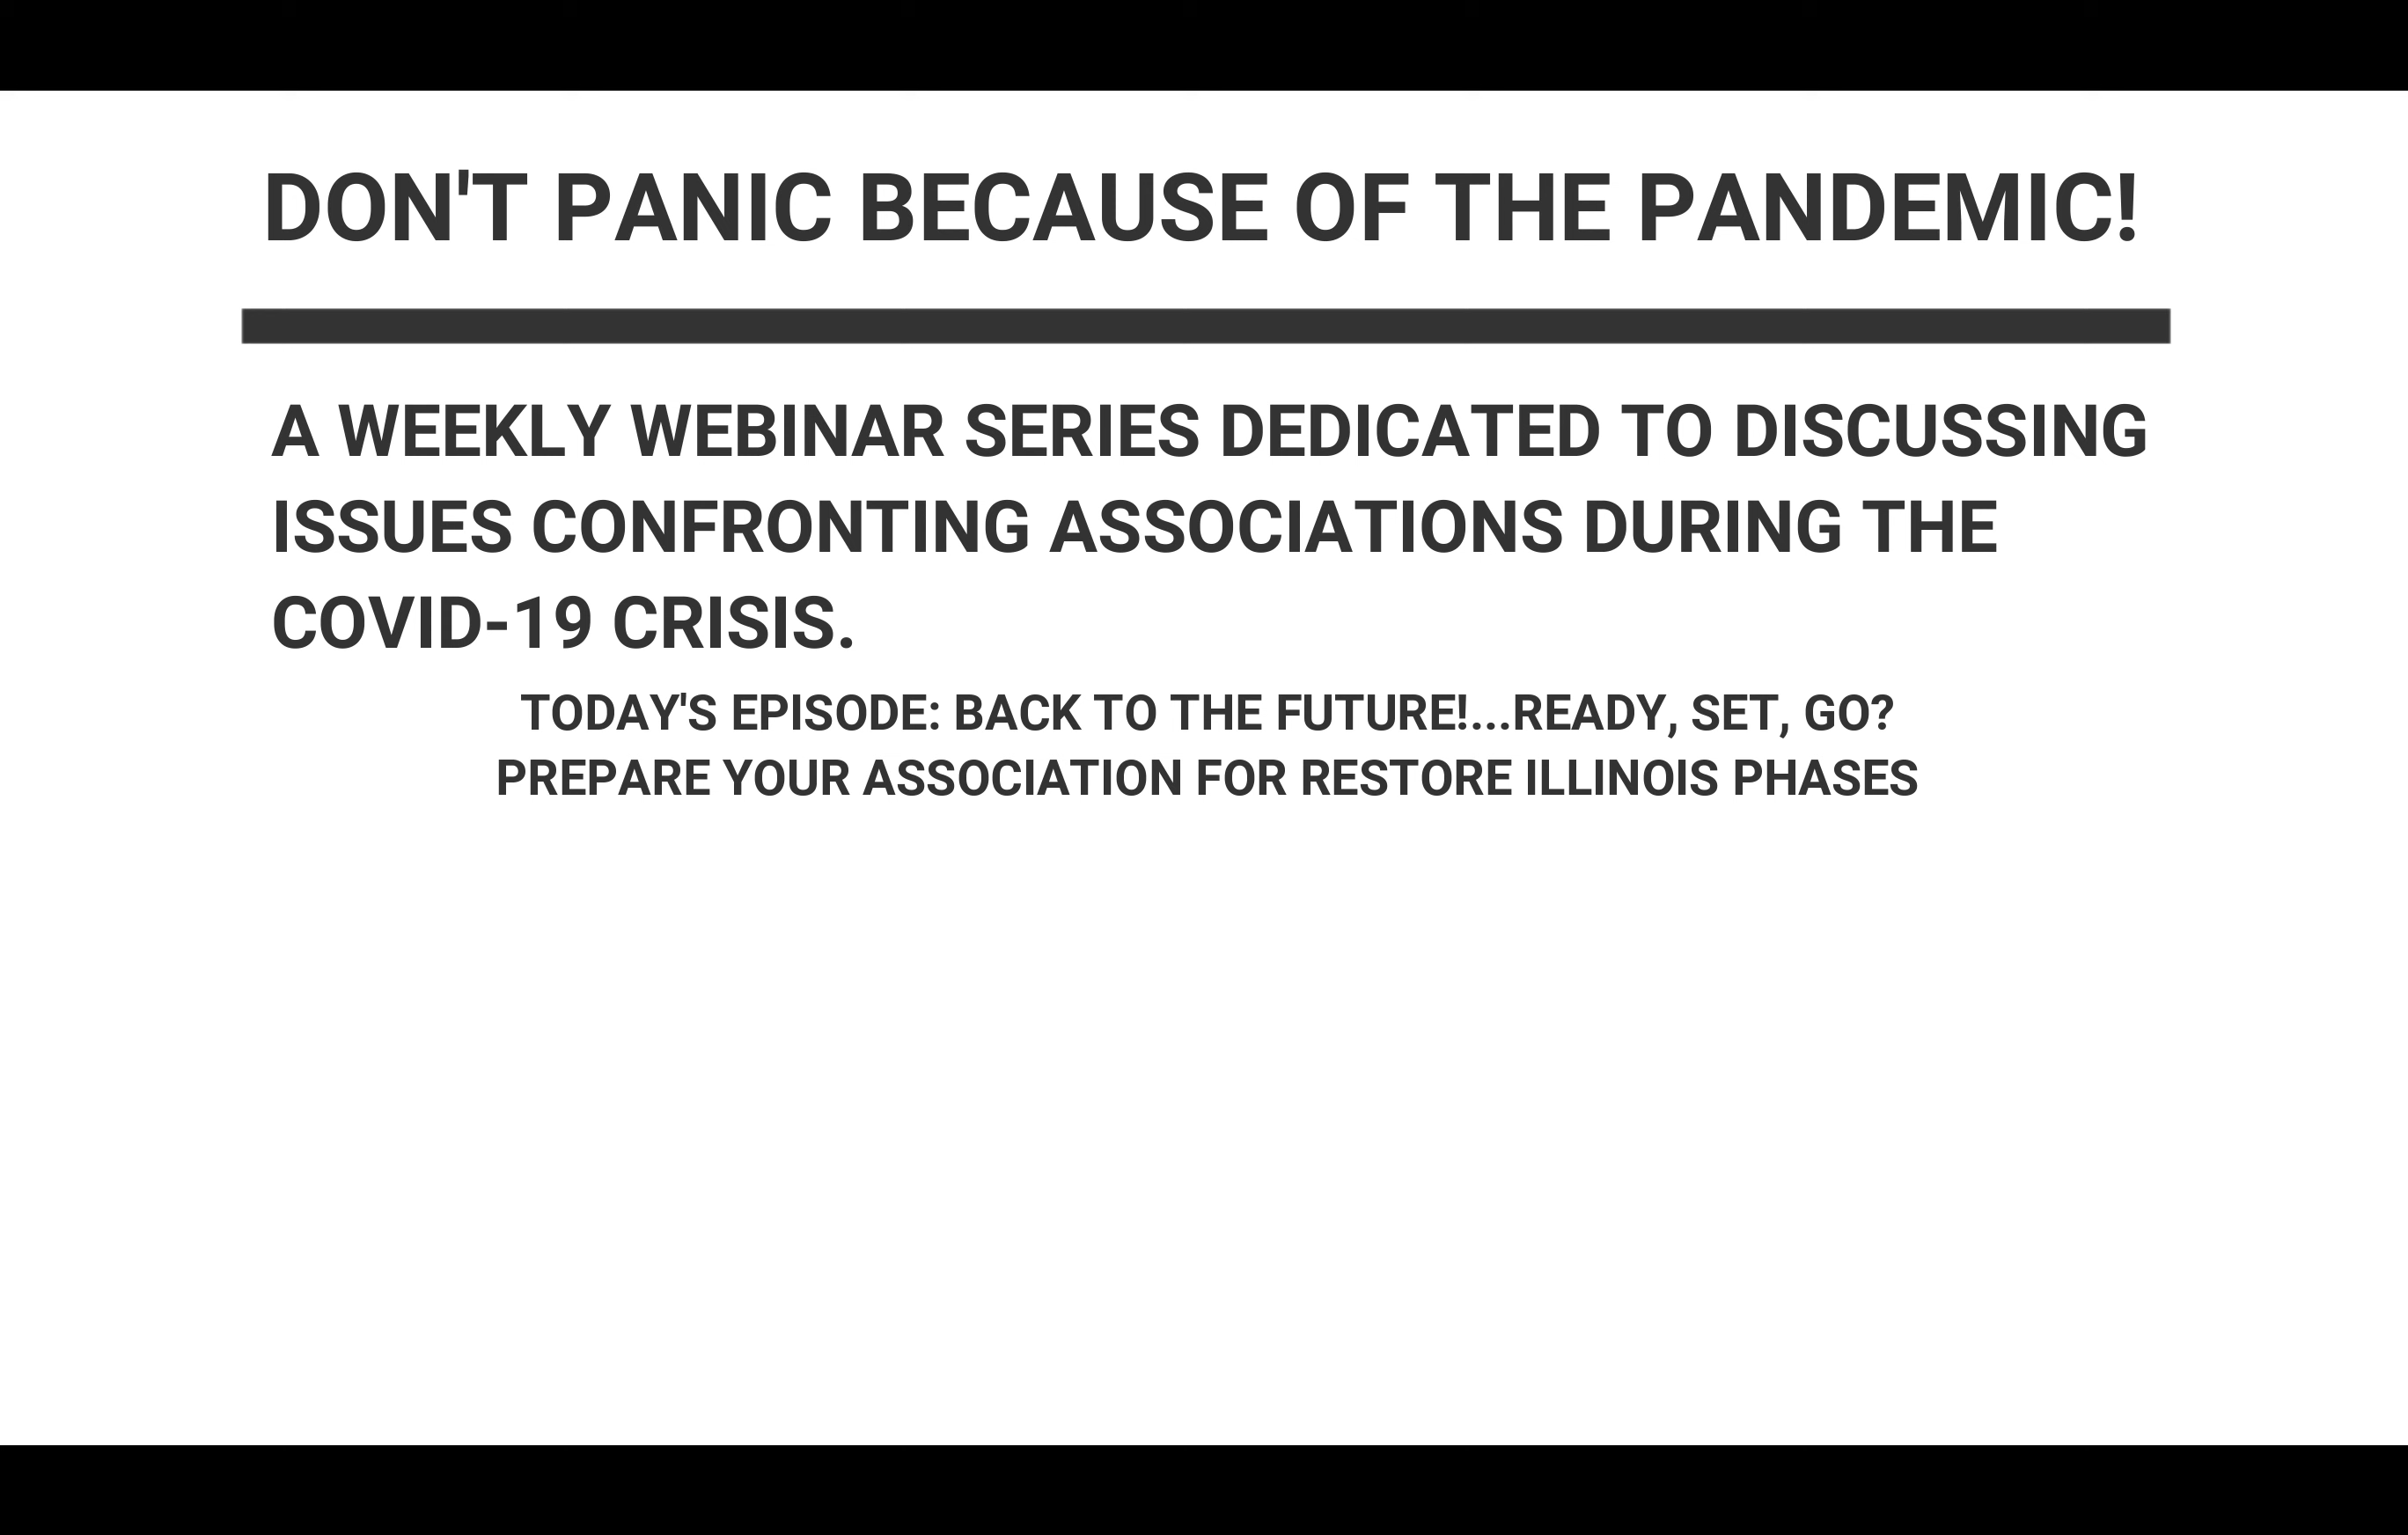 DON'T PANIC BECAUSE OF THE PANDEMIC!
A WEEKLY WEBINAR SERIES DEDICATED TO DISCUSSING
ISSUES CONFRONTING ASSOCIATIONS DURING THE
COVID-19 CRISIS.
TODAY'S EPISODE: BACK TO THE FUTURE!...READY, SET, GO?
PREPARE YOUR ASSOCIATION FOR RESTORE ILLINOIS PHASES